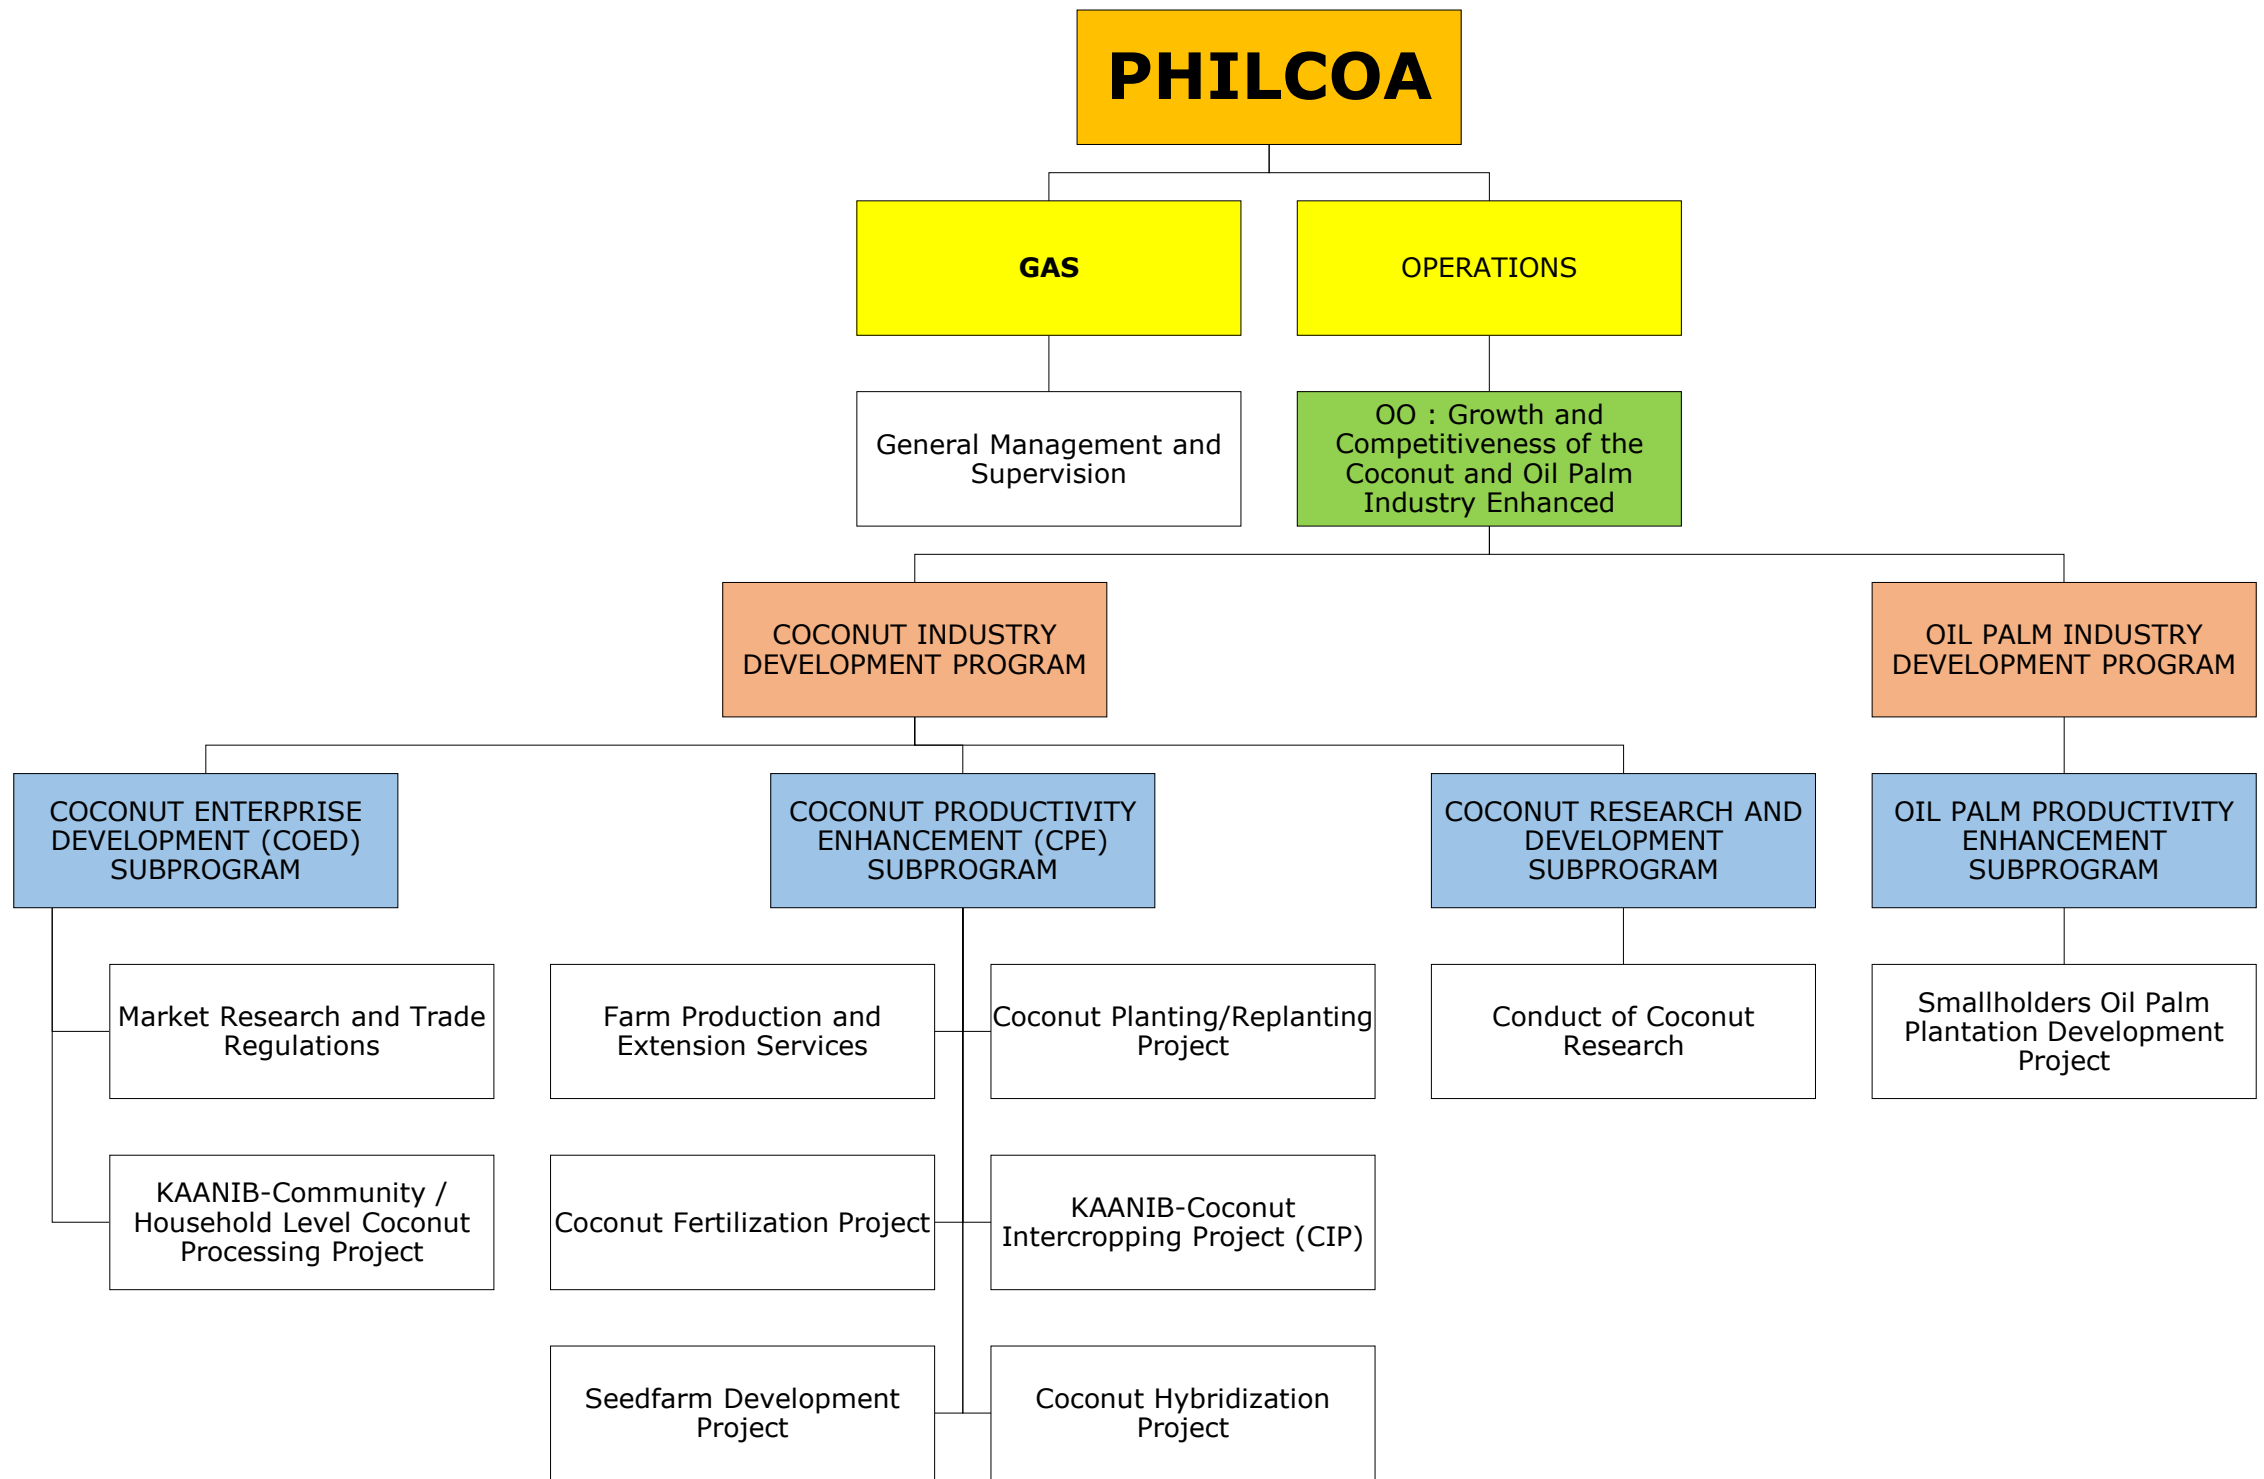 PHILCOA
GAS
OPERATIONS
General Management and
Supervision
OO : Growth and
Competitiveness of the
Coconut and Oil Palm
Industry Enhanced
COCONUT INDUSTRY
DEVELOPMENT PROGRAM
OIL PALM INDUSTRY
DEVELOPMENT PROGRAM
COCONUT ENTERPRISE
DEVELOPMENT (COED)
SUBPROGRAM
COCONUT PRODUCTIVITY
ENHANCEMENT (CPE)
SUBPROGRAM
COCONUT RESEARCH AND
DEVELOPMENT
SUBPROGRAM
OIL PALM PRODUCTIVITY
ENHANCEMENT
SUBPROGRAM
Market Research and Trade
Regulations
Farm Production and
Extension Services
Coconut Planting/Replanting
Project
Conduct of Coconut
Research
Smallholders Oil Palm
Plantation Development
Project
KAANIB-Community /
Household Level Coconut
Processing Project
Coconut Fertilization Project
KAANIB-Coconut
Intercropping Project (CIP)
Seedfarm Development
Project
Coconut Hybridization
Project